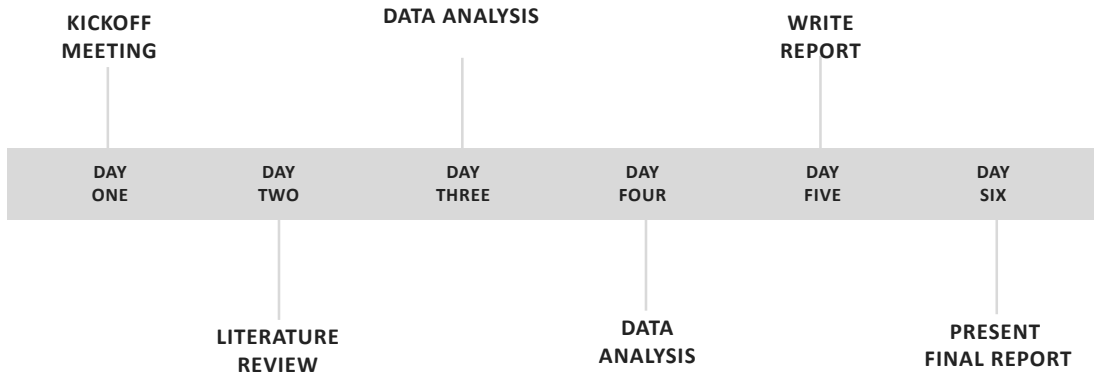 KICKOFF
MEETING
DATA ANALYSIS
WRITE
REPORT
DAY
ONE
DAY
TWO
DAY
THREE
DAY
FOUR
DAY
FIVE
DAY
SIX
LITERATURE
REVIEW
DATA
ANALYSIS
PRESENT
FINAL REPORT